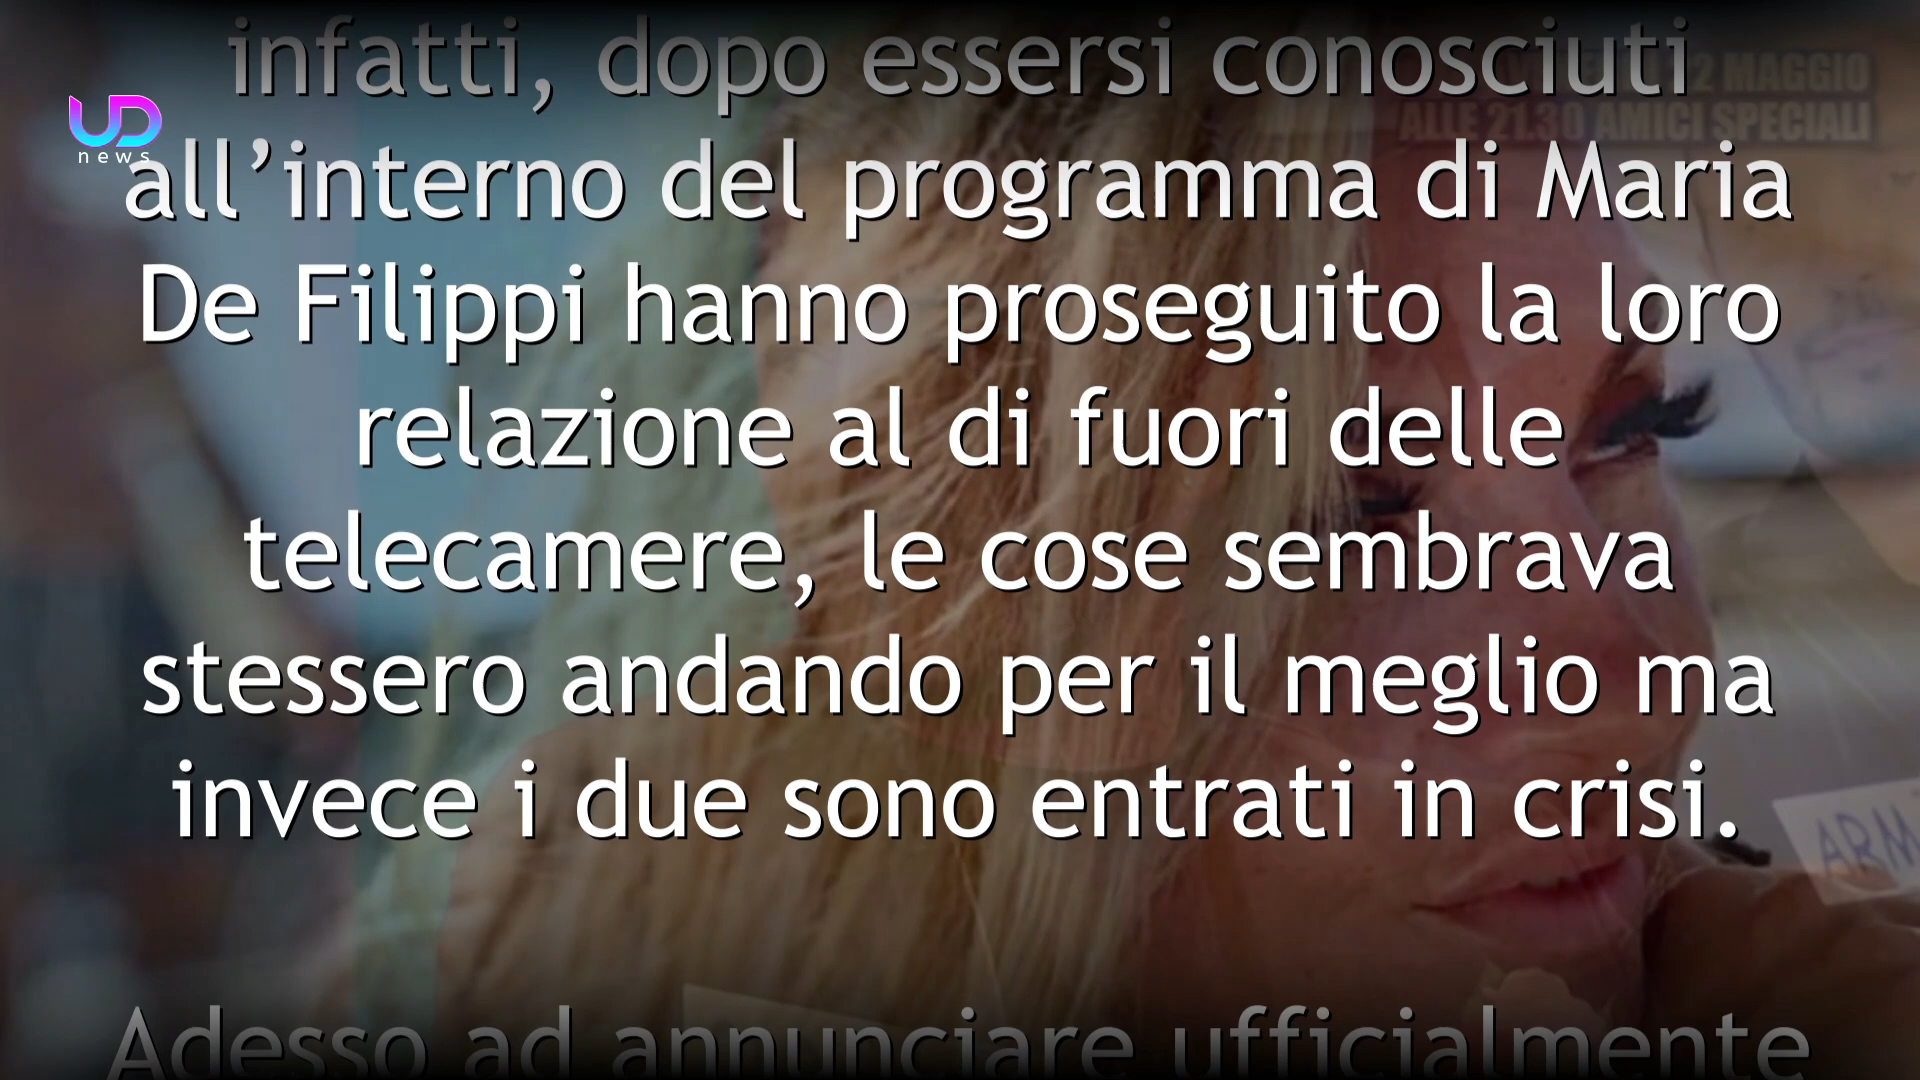 infatti, dopo essersi conosciuti
2 MAGGIO
ALLE 21.30 AMICI SPECIALI
UD
news
all’interno del programma di Maria
De Filippi hanno proseguito la loro
relazione al di fuori delle
telecamere, le cose sembrava
stessero andando per il meglio ma
invece i due sono entrati in crisi.
ARM
Adesso ad annunciare ufficialmente